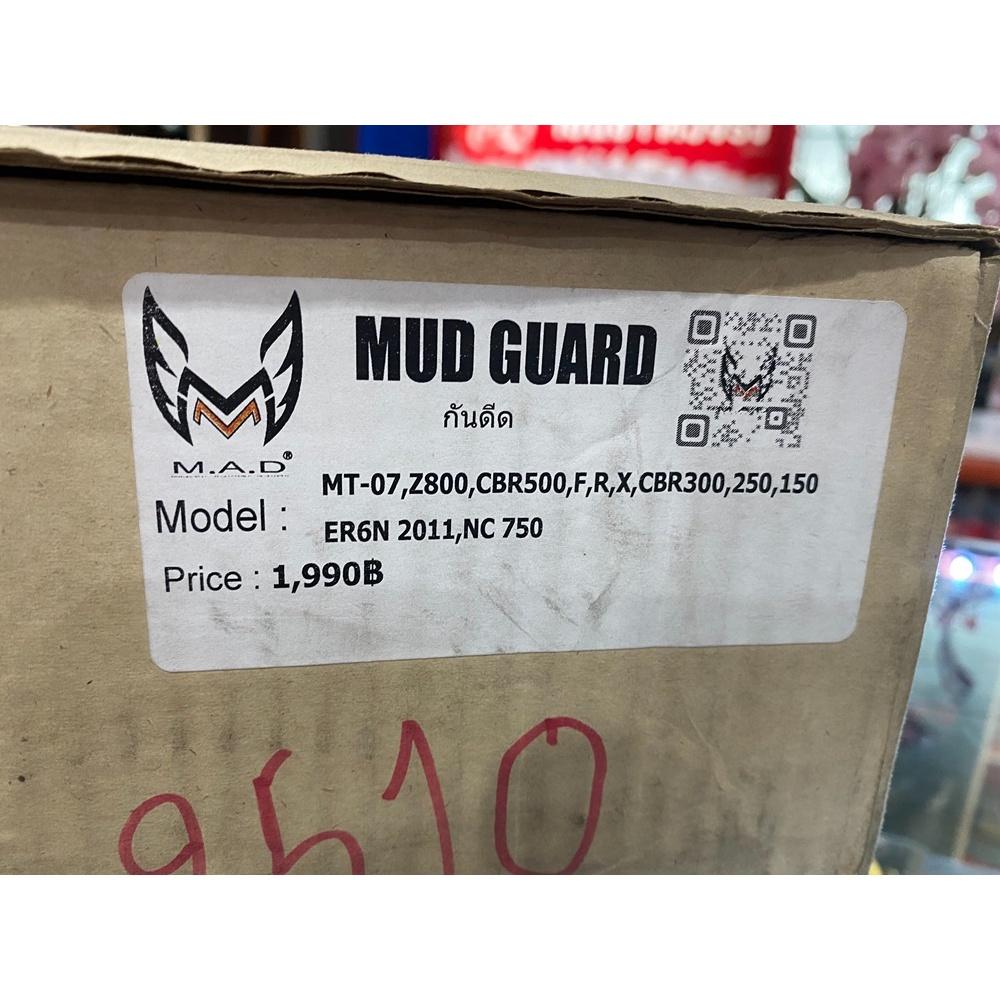 MUD GUARD
กันดีด
M.A.D®
Model : MT-07,Z800,CBR500,F,R,X,CBR300,250,150
ER6N 2011,NC 750
Price : 1,990฿
9510